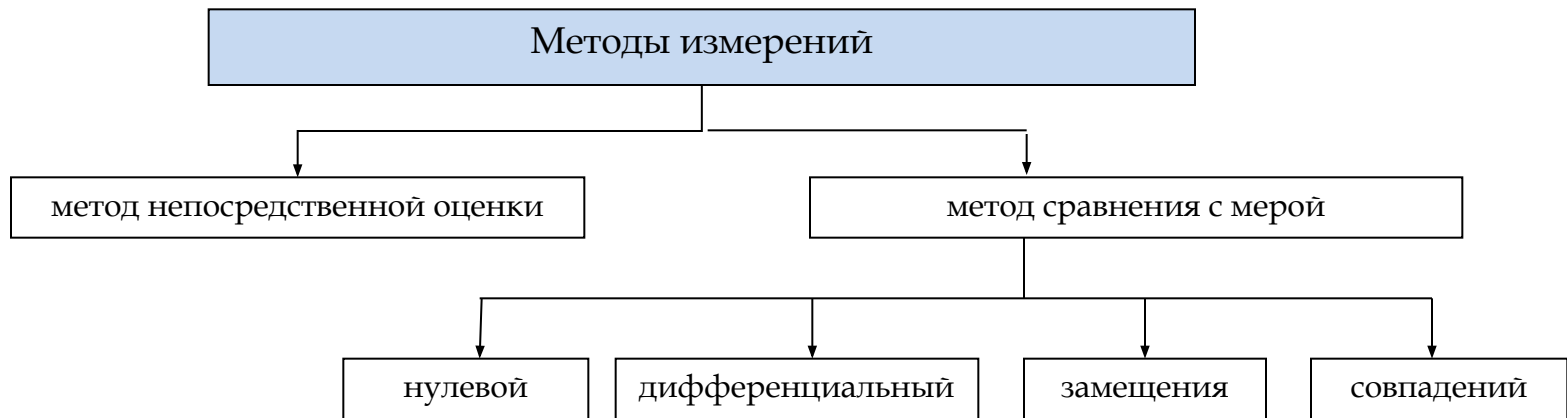 Методы измерений
метод непосредственной оценки
метод сравнения с мерой
нулевой
дифференциальный
замещения
совпадений